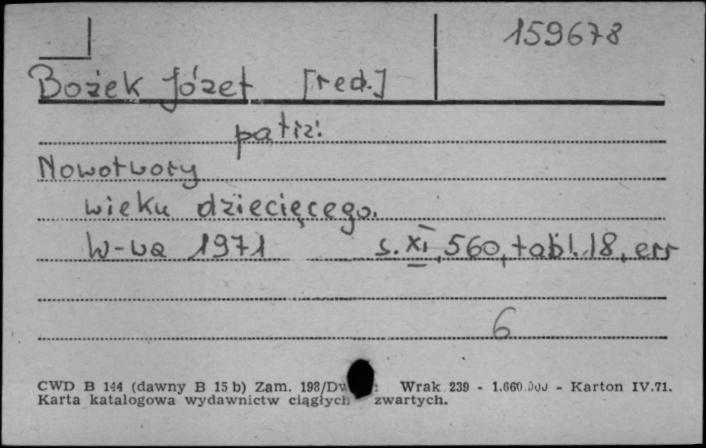 159678
Bożek Józef [red.]
patrz:
Nowotwory
wieku dziecięcego.
W-wa 1971 s. XI, 560, tabl. 18, err
6
CWD B 144 (dawny B 15 b) Zam. 198/Dw Wrak 239 - 1.660.000 - Karton IV.71.
Karta katalogowa wydawnictw ciągłych zwartych.